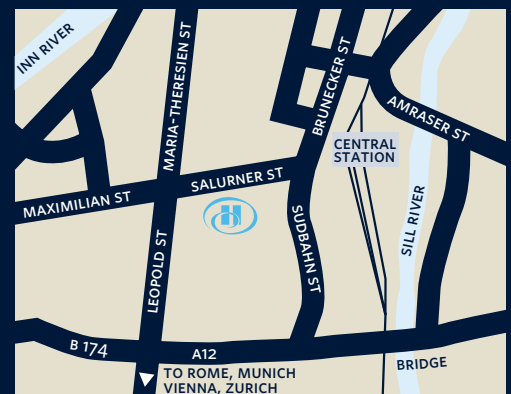 INN RIVER
MARIA-THERESIEN ST
BRUNECKER ST
AMRASER ST
CENTRAL
STATION
MAXIMILIAN ST
SALURNER ST
H
LEOPOLD ST
SUDBAHN ST
SILL RIVER
B 174
A12
BRIDGE
TO ROME, MUNICH
VIENNA, ZURICH